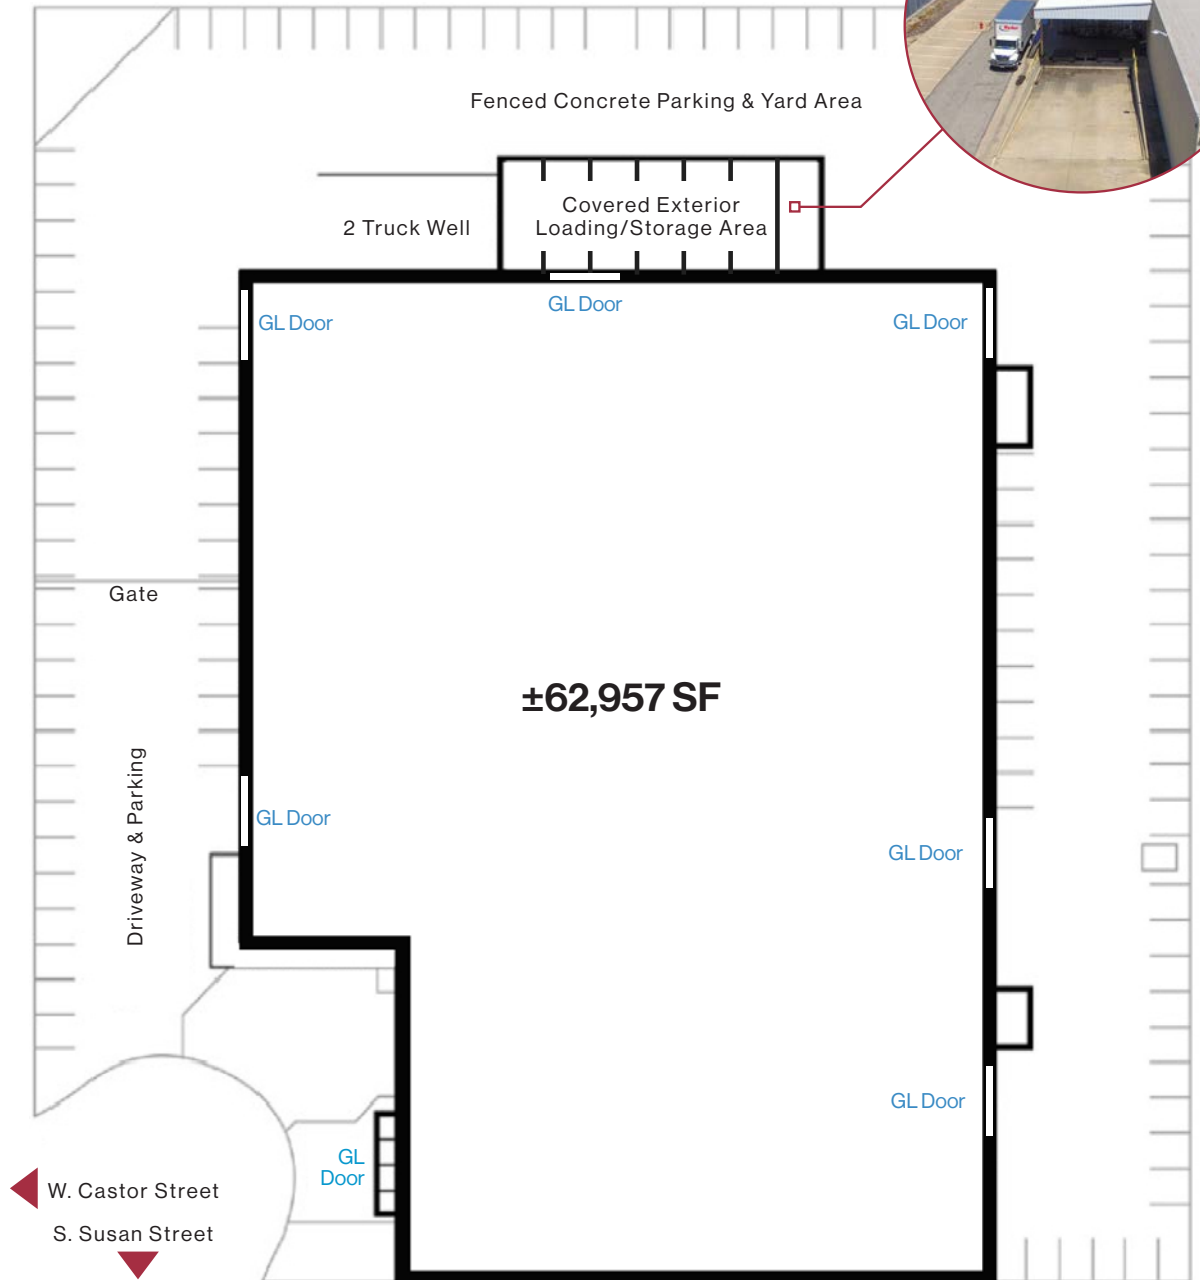 Fenced Concrete Parking & Yard Area
Covered Exterior
Loading/Storage Area
2 Truck Well
GL Door
GL Door
GL Door
Gate
±62,957 SF
Driveway & Parking
GL Door
GL Door
GL Door
GL
Door
W. Castor Street
S. Susan Street